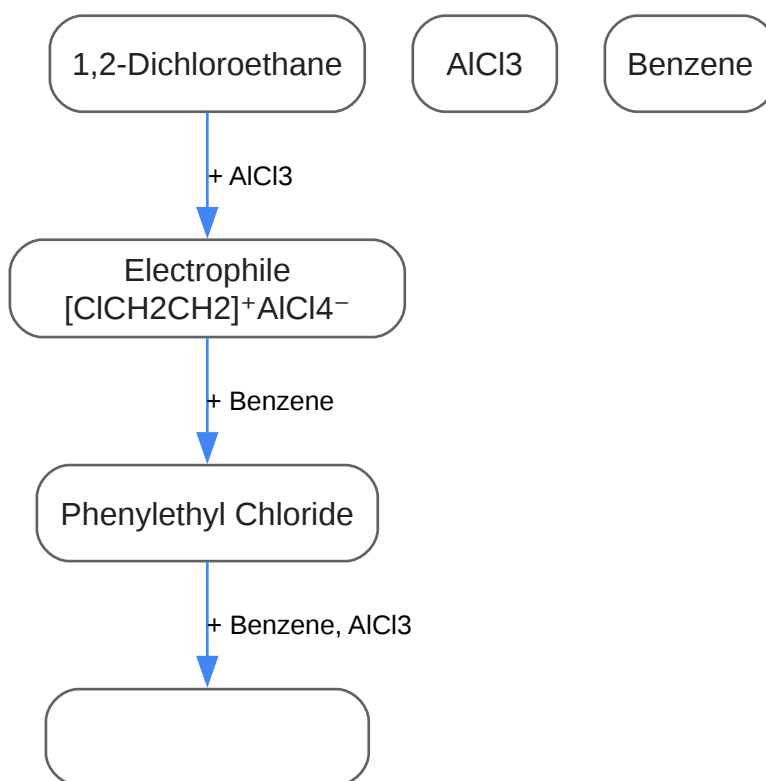 1,2-Dichloroethane
AlCl3
Benzene
+ AlCl3
Electrophile
[ClCH2CH2]⁺AlCl4⁻
+ Benzene
Phenylethyl Chloride
+ Benzene, AlCl3